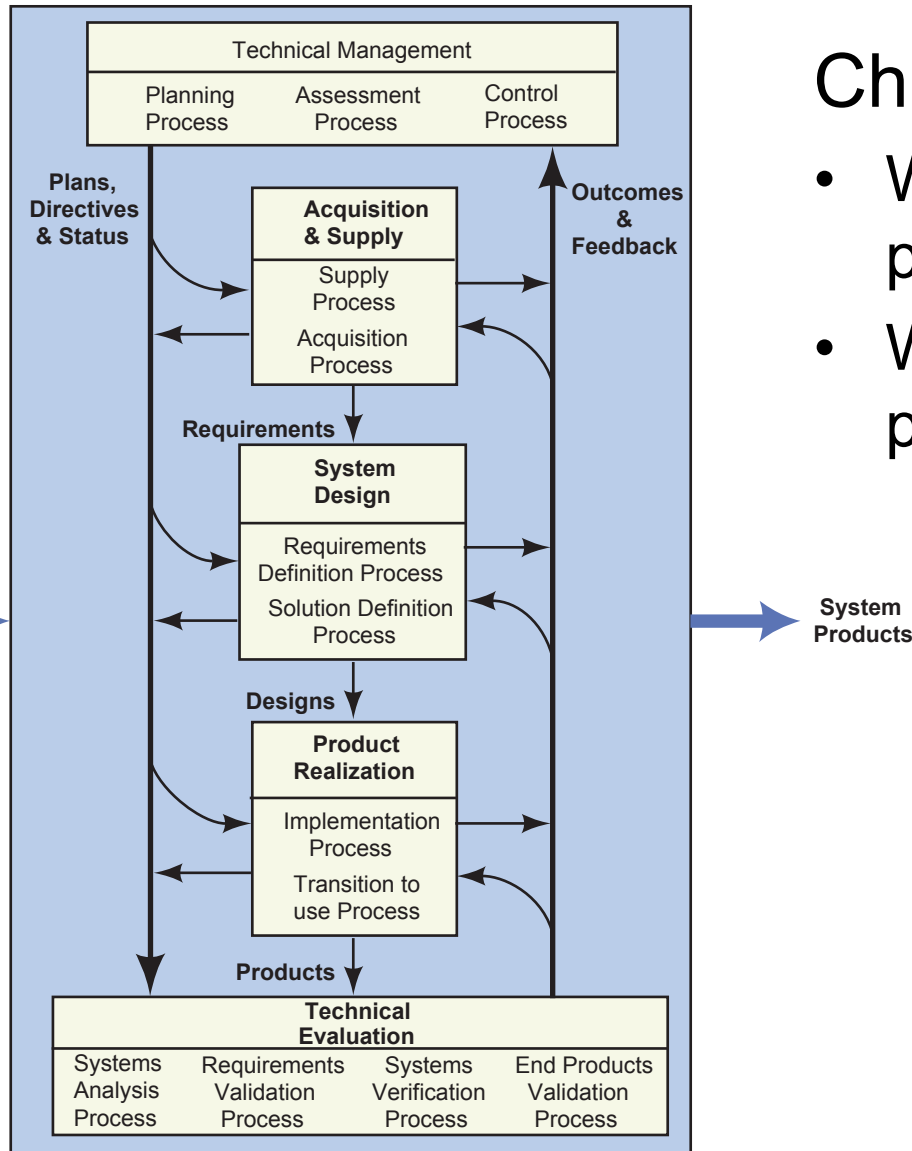 Technical Management
Planning
Process
Assessment
Process
Control
Process
Plans,
Directives
& Status
Outcomes
&
Feedback
Acquisition
& Supply
Supply
Process
Acquisition
Process
Requirements
System
Design
Requirements
Definition Process
Solution Definition
Process
Designs
Product
Realization
Implementation
Process
Transition to
use Process
Products
Technical
Evaluation
Systems
Analysis
Process
Requirements
Validation
Process
Systems
Verification
Process
End Products
Validation
Process
System
Products
Ch
• W
p
• W
p